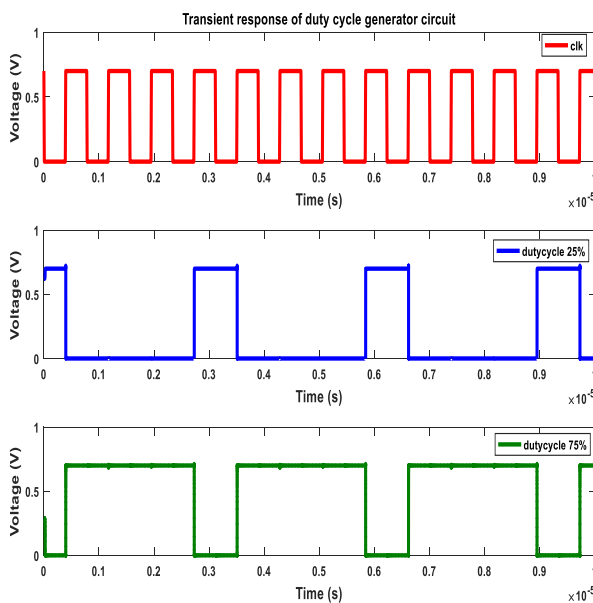 Transient response of duty cycle generator circuit
1
clk
Voltage (V)
0.5
0
0 0.1 0.2 0.3 0.4 0.5 0.6 0.7 0.8 0.9 1
Time (s)
×10⁻⁵
1
dutycycle 25%
Voltage (V)
0.5
0
0 0.1 0.2 0.3 0.4 0.5 0.6 0.7 0.8 0.9 1
Time (s)
×10⁻⁵
1
dutycycle 75%
Voltage (V)
0.5
0
0 0.1 0.2 0.3 0.4 0.5 0.6 0.7 0.8 0.9 1
Time (s)
×10⁻⁵